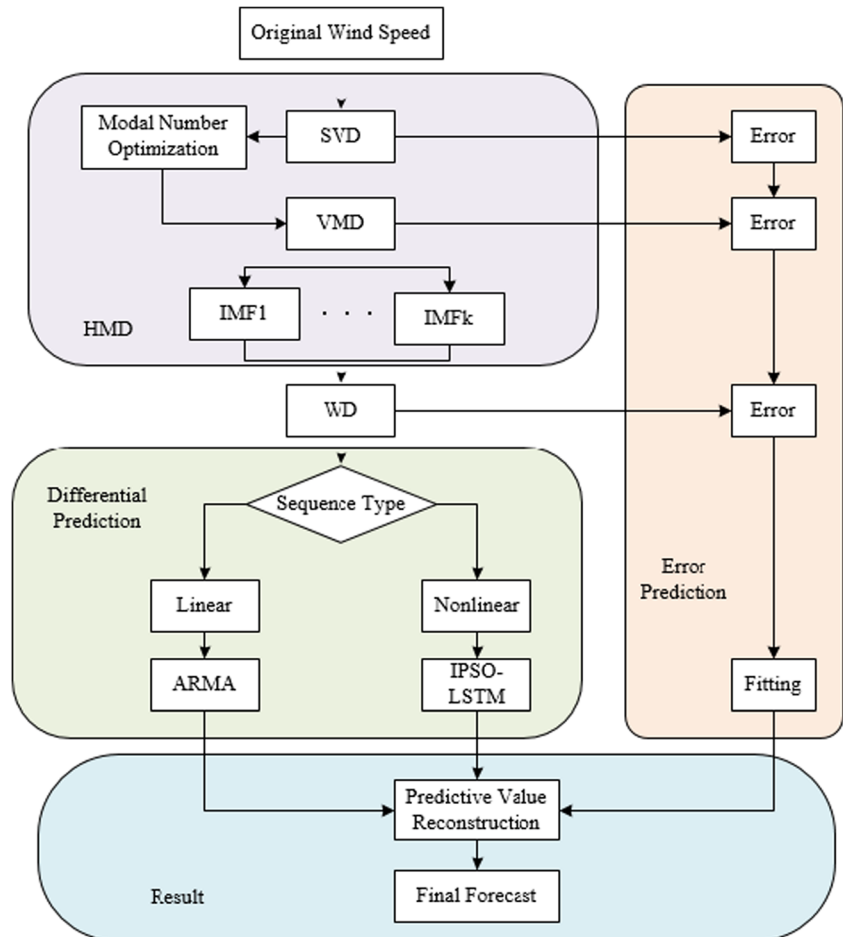 Original Wind Speed
Modal Number
Optimization
SVD
Error
VMD
Error
IMF1
. . .
IMFk
HMD
WD
Error
Differential
Prediction
Sequence Type
Linear
Nonlinear
Error
Prediction
ARMA
IPSO-
LSTM
Fitting
Predictive Value
Reconstruction
Result
Final Forecast